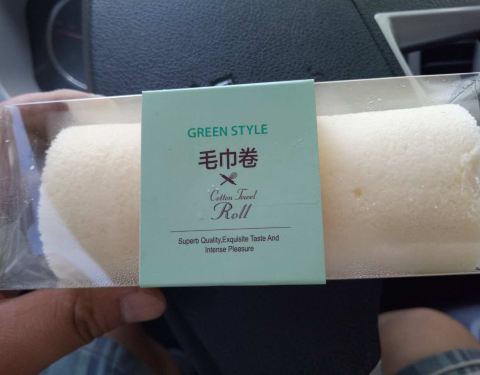 GREEN STYLE
毛巾卷
Cotton Towel
Roll
Superb Quality,Exquisite Taste And
Intense Pleasure